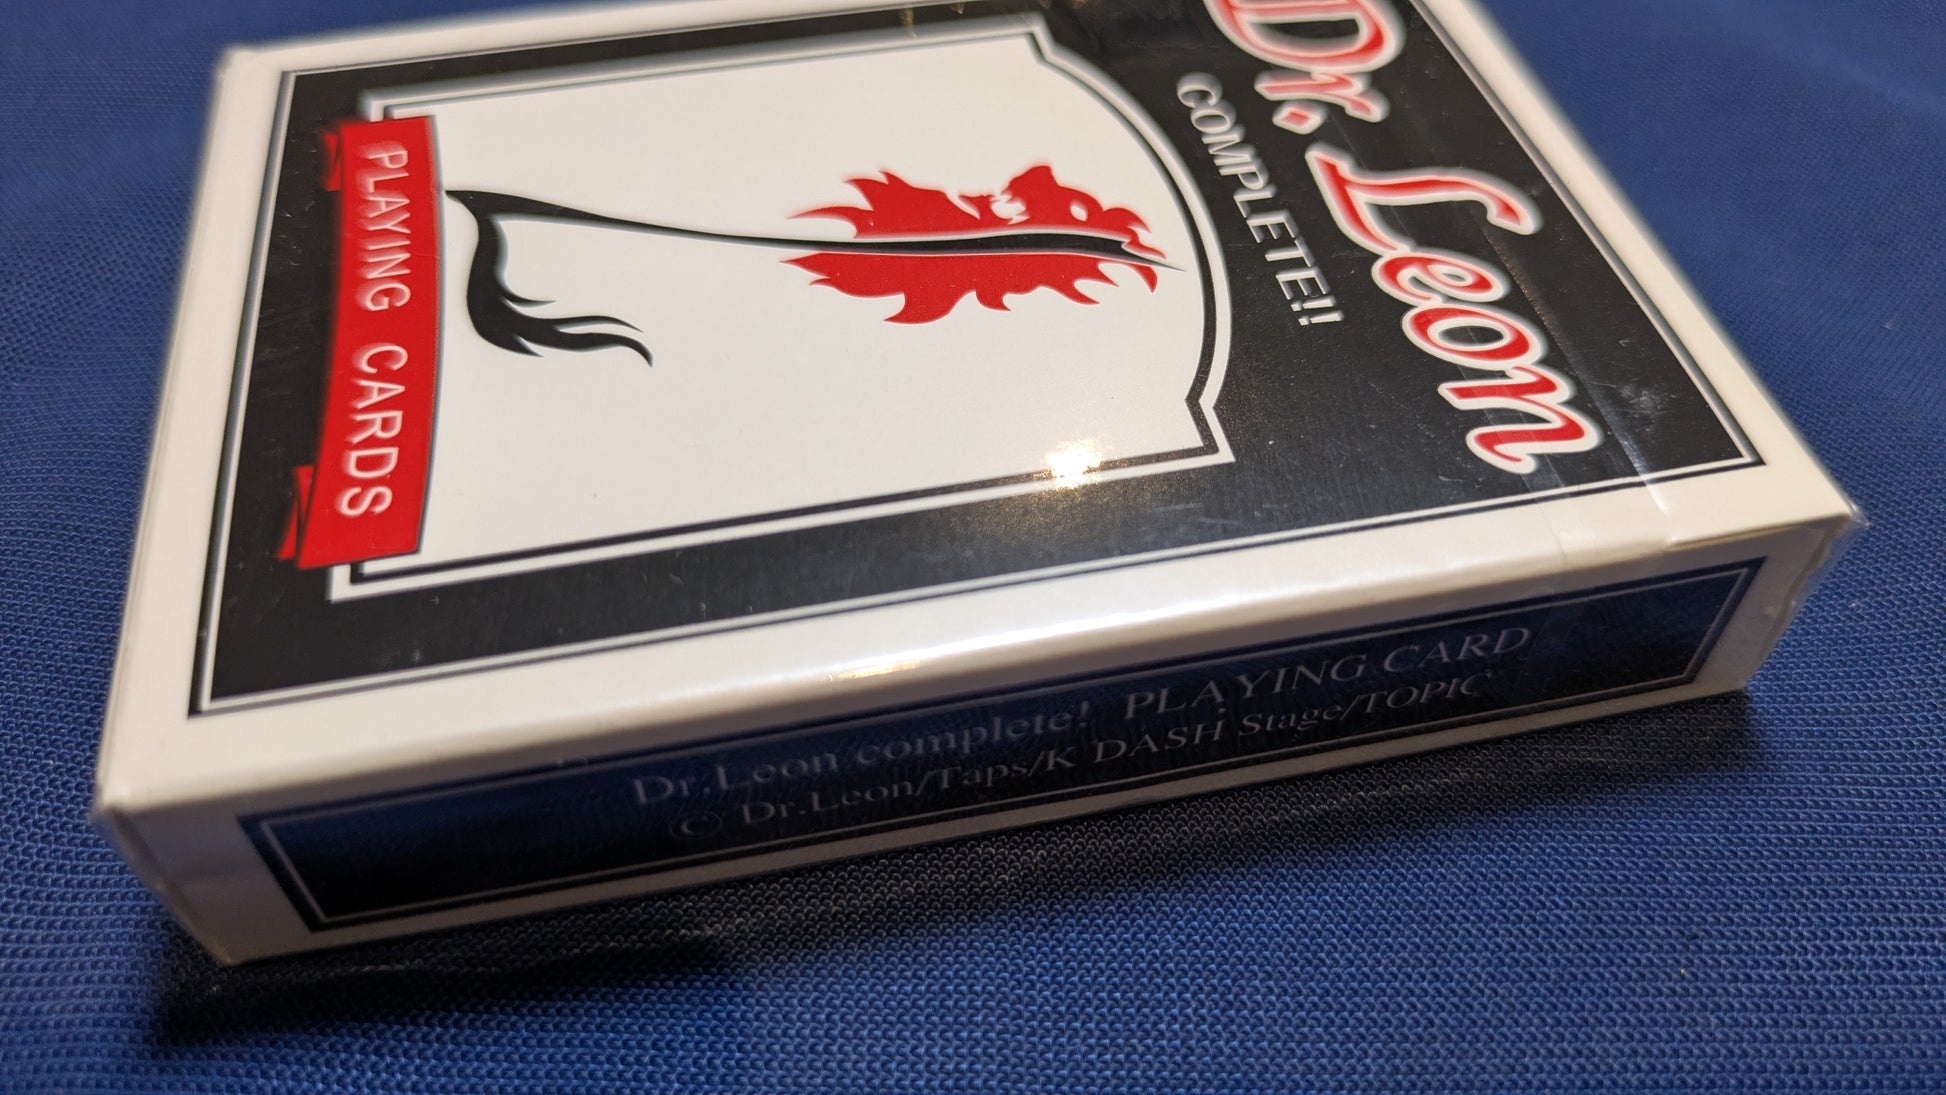 Dr. Leon
COMPLETE!!
PLAYING CARDS
Dr.Leon complete! PLAYING CARD
© Dr.Leon/Taps/K DASH Stage/TOPIC